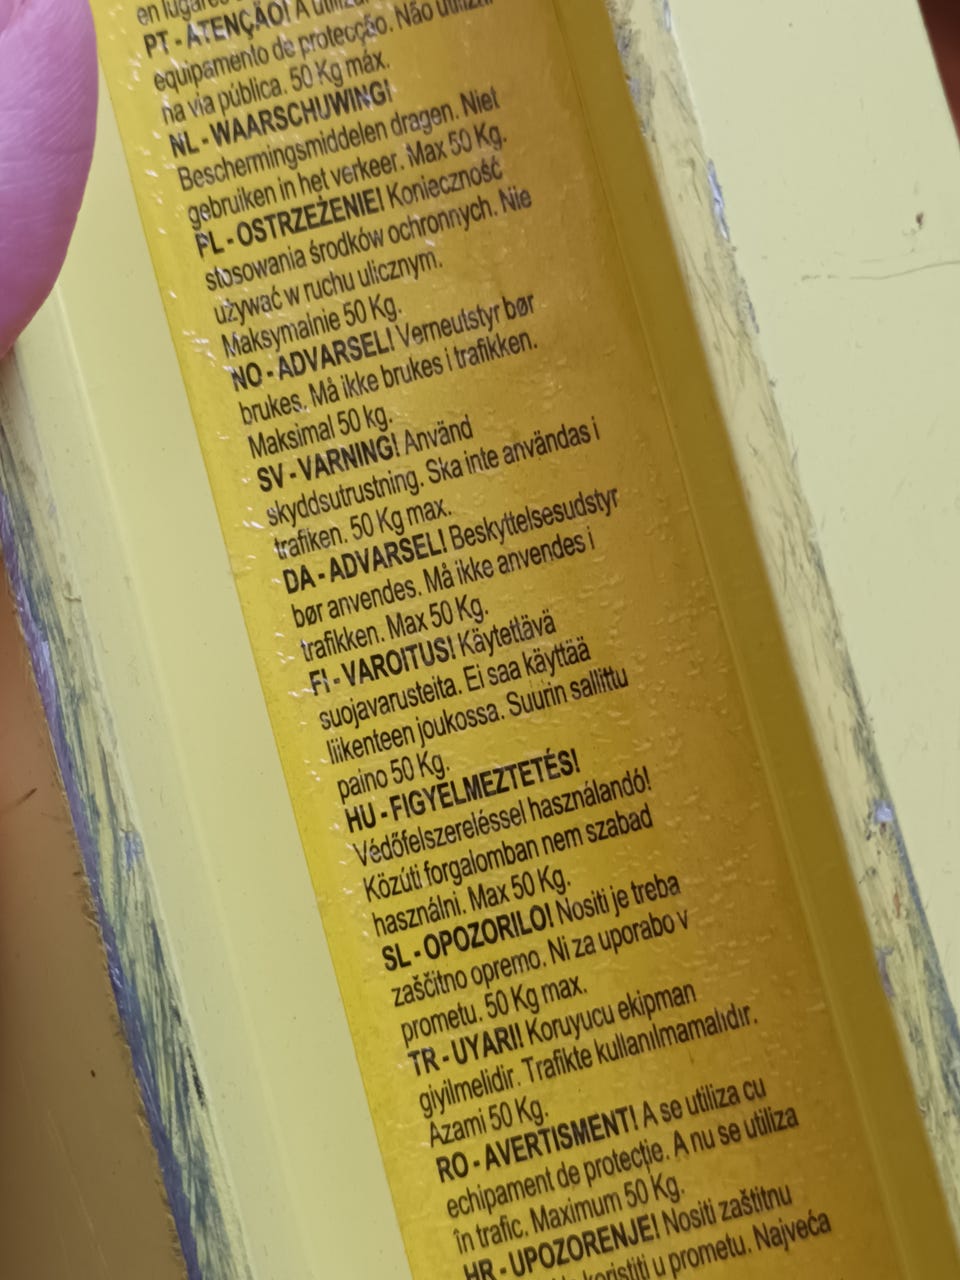 en lugares
PT - ATENÇÃO! A utilizar
equipamento de protecção. Não utilizar
na via pública. 50 Kg máx.
NL - WAARSCHUWING!
Beschermingsmiddelen dragen. Niet
gebruiken in het verkeer. Max 50 Kg.
PL - OSTRZEŻENIE! Konieczność
stosowania środków ochronnych. Nie
używać w ruchu ulicznym.
Maksymalnie 50 Kg.
NO - ADVARSEL! Verneutstyr bør
brukes. Må ikke brukes i trafikken.
Maksimal 50 kg.
SV - VARNING! Använd
skyddsutrustning. Ska inte användas i
trafiken. 50 Kg max.
DA - ADVARSEL! Beskyttelsesudstyr
bør anvendes. Må ikke anvendes i
trafikken. Max 50 Kg.
FI - VAROITUS! Käytettävä
suojavarusteita. Ei saa käyttää
liikenteen joukossa. Suurin sallittu
paino 50 Kg.
HU - FIGYELMEZTETÉS!
Védőfelszereléssel használandó!
Közúti forgalomban nem szabad
használni. Max 50 Kg.
SL - OPOZORILO! Nositi je treba
zaščitno opremo. Ni za uporabo v
prometu. 50 Kg max.
TR - UYARI! Koruyucu ekipman
giyilmelidir. Trafikte kullanılmamalıdır.
Azami 50 Kg.
RO - AVERTISMENT! A se utiliza cu
echipament de protecție. A nu se utiliza
în trafic. Maximum 50 Kg.
HR - UPOZORENJE! Nositi zaštitnu
koristiti u prometu. Najveća